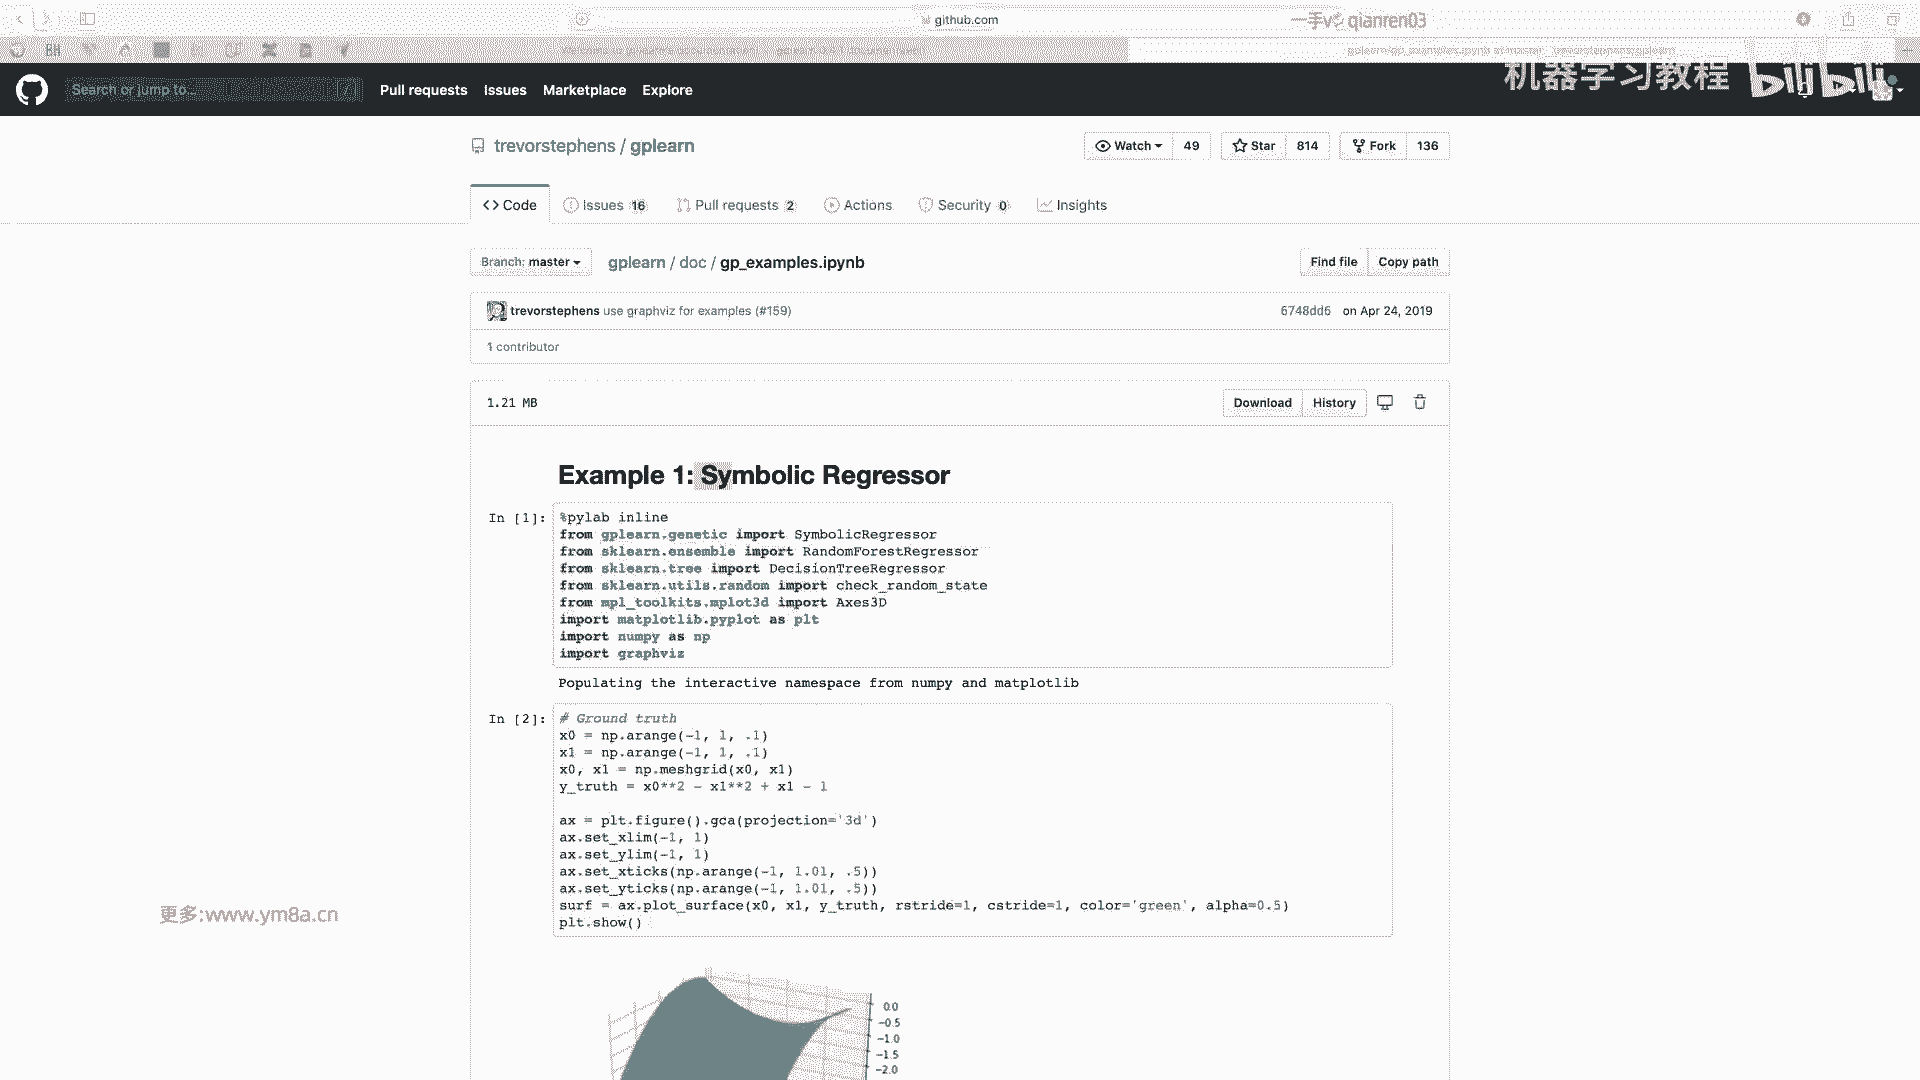 github.com
一手v qianren03
BH
gplearn/gp_examples.ipynb at master · trevorstephens/gplearn
机器学习教程 bilibili
Search or jump to... /
Pull requests Issues Marketplace Explore
trevorstephens / gplearn
Watch 49 Star 814 Fork 136
<> Code Issues 16 Pull requests 2 Actions Security 0 Insights
Branch: master gplearn / doc / gp_examples.ipynb Find file Copy path
trevorstephens use graphviz for examples (#159) 6748dd6 on Apr 24, 2019
1 contributor
1.21 MB Download History
Example 1: Symbolic Regressor
In [1]: %pylab inline
from gplearn.genetic import SymbolicRegressor
from sklearn.ensemble import RandomForestRegressor
from sklearn.tree import DecisionTreeRegressor
from sklearn.utils.random import check_random_state
from mpl_toolkits.mplot3d import Axes3D
import matplotlib.pyplot as plt
import numpy as np
import graphviz
Populating the interactive namespace from numpy and matplotlib
In [2]: # Ground truth
x0 = np.arange(-1, 1, .1)
x1 = np.arange(-1, 1, .1)
x0, x1 = np.meshgrid(x0, x1)
y_truth = x0**2 - x1**2 + x1 - 1
ax = plt.figure().gca(projection='3d')
ax.set_xlim(-1, 1)
ax.set_ylim(-1, 1)
ax.set_xticks(np.arange(-1, 1.01, .5))
ax.set_yticks(np.arange(-1, 1.01, .5))
surf = ax.plot_surface(x0, x1, y_truth, rstride=1, cstride=1, color='green', alpha=0.5)
plt.show()
更多:www.ym8a.cn
0.0
-0.5
-1.0
-1.5
-2.0